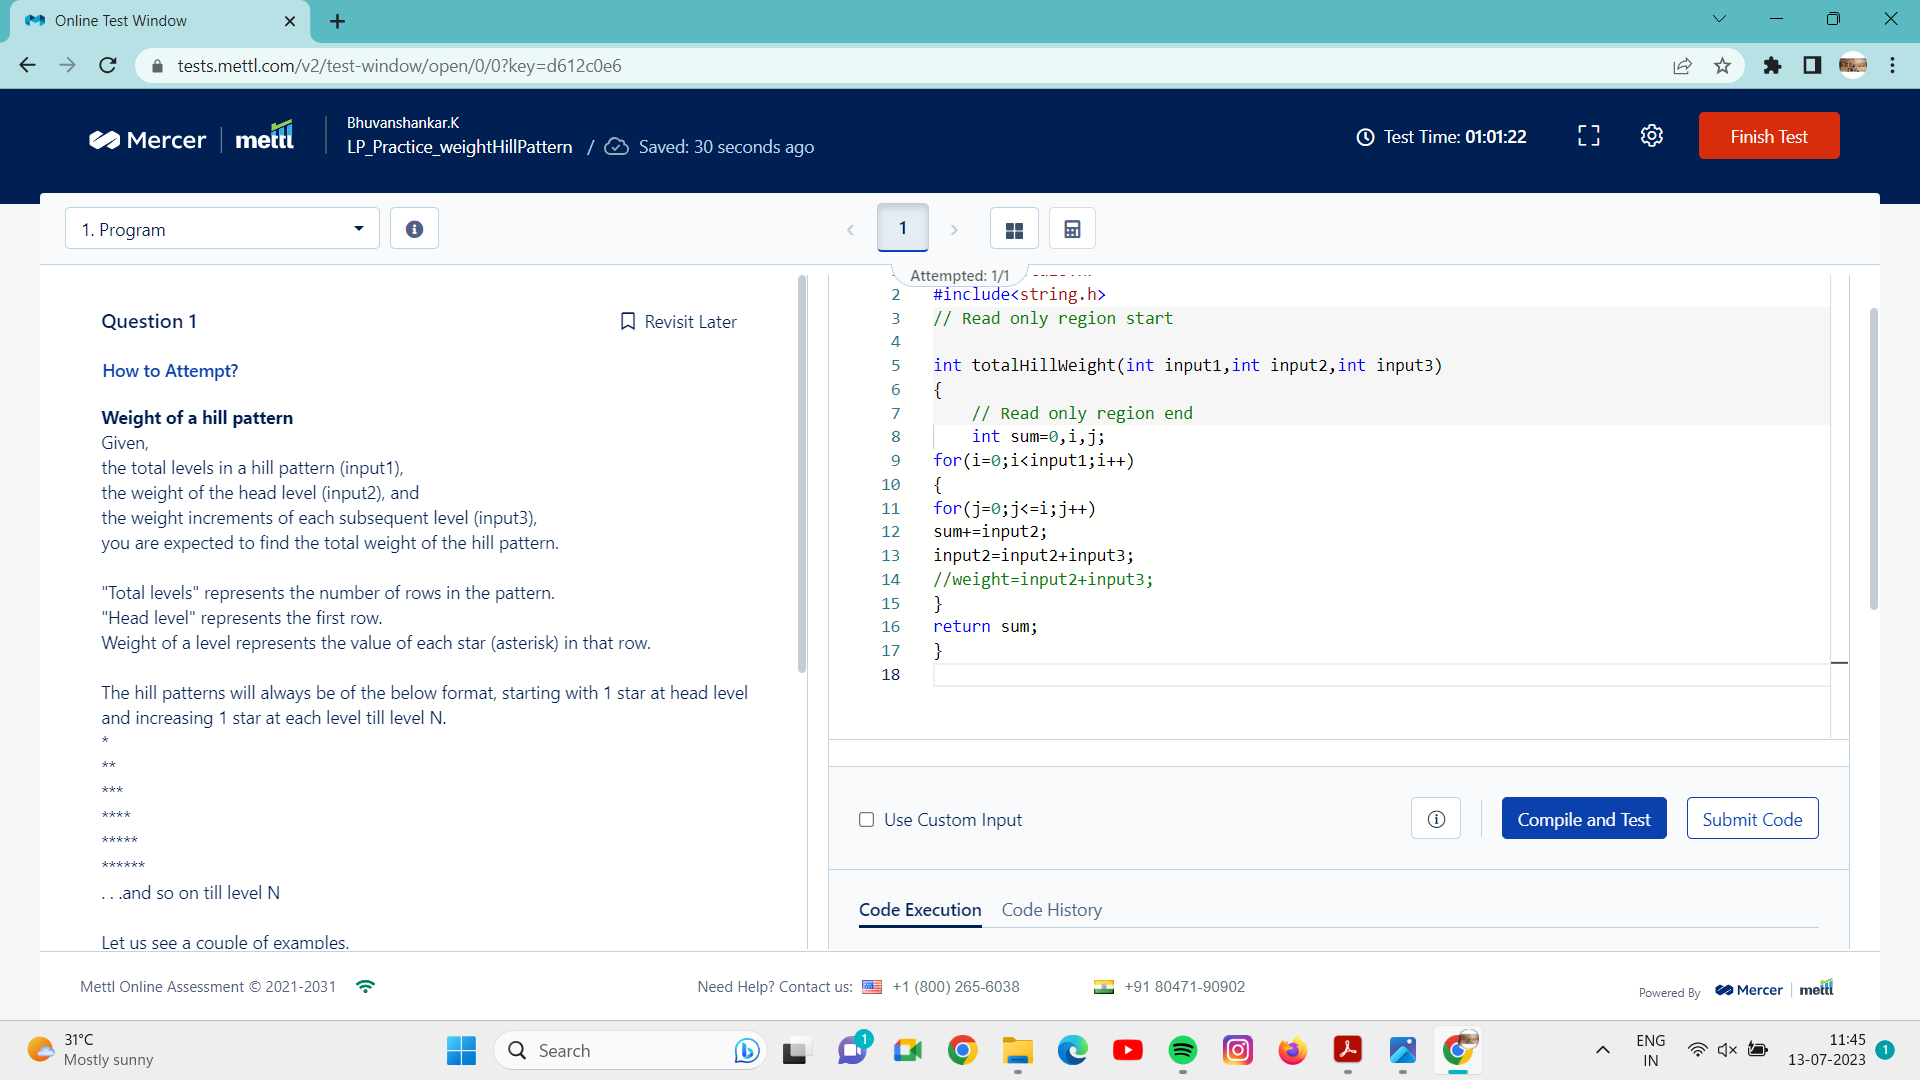 Online Test Window
tests.mettl.com/v2/test-window/open/0/0?key=d612c0e6
Mercer
mettl
Bhuvanshankar.K
LP_Practice_weightHillPattern / Saved: 30 seconds ago
Test Time: 01:01:22
Finish Test
1. Program
1
Attempted: 1/1
Question 1
Revisit Later
How to Attempt?
Weight of a hill pattern
Given,
the total levels in a hill pattern (input1),
the weight of the head level (input2), and
the weight increments of each subsequent level (input3),
you are expected to find the total weight of the hill pattern.
"Total levels" represents the number of rows in the pattern.
"Head level" represents the first row.
Weight of a level represents the value of each star (asterisk) in that row.
The hill patterns will always be of the below format, starting with 1 star at head level
and increasing 1 star at each level till level N.
*
**
***
****
*****
******
. . .and so on till level N
Let us see a couple of examples.
2 #include<string.h>
3 // Read only region start
4
5 int totalHillWeight(int input1,int input2,int input3)
6 {
7 // Read only region end
8 int sum=0,i,j;
9 for(i=0;i<input1;i++)
10 {
11 for(j=0;j<=i;j++)
12 sum+=input2;
13 input2=input2+input3;
14 //weight=input2+input3;
15 }
16 return sum;
17 }
18
Use Custom Input
Compile and Test
Submit Code
Code Execution
Code History
Mettl Online Assessment © 2021-2031
Need Help? Contact us: +1 (800) 265-6038
+91 80471-90902
Powered By
Mercer
mettl
31°C
Mostly sunny
Search
1
ENG
IN
11:45
13-07-2023
1